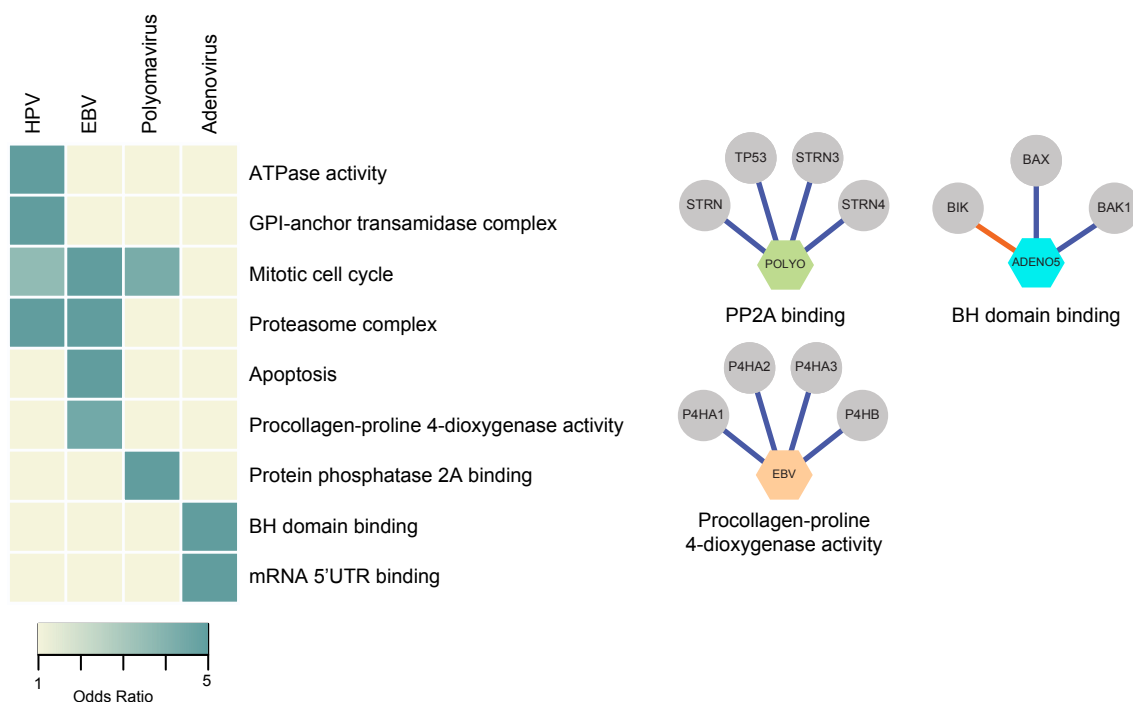 HPV
EBV
Polyomavirus
Adenovirus
ATPase activity
GPI-anchor transamidase complex
Mitotic cell cycle
Proteasome complex
Apoptosis
Procollagen-proline 4-dioxygenase activity
Protein phosphatase 2A binding
BH domain binding
mRNA 5'UTR binding
1
5
Odds Ratio
TP53
STRN3
STRN
STRN4
POLYO
PP2A binding
BAX
BIK
BAK1
ADENO5
BH domain binding
P4HA2
P4HA3
P4HA1
P4HB
EBV
Procollagen-proline
4-dioxygenase activity